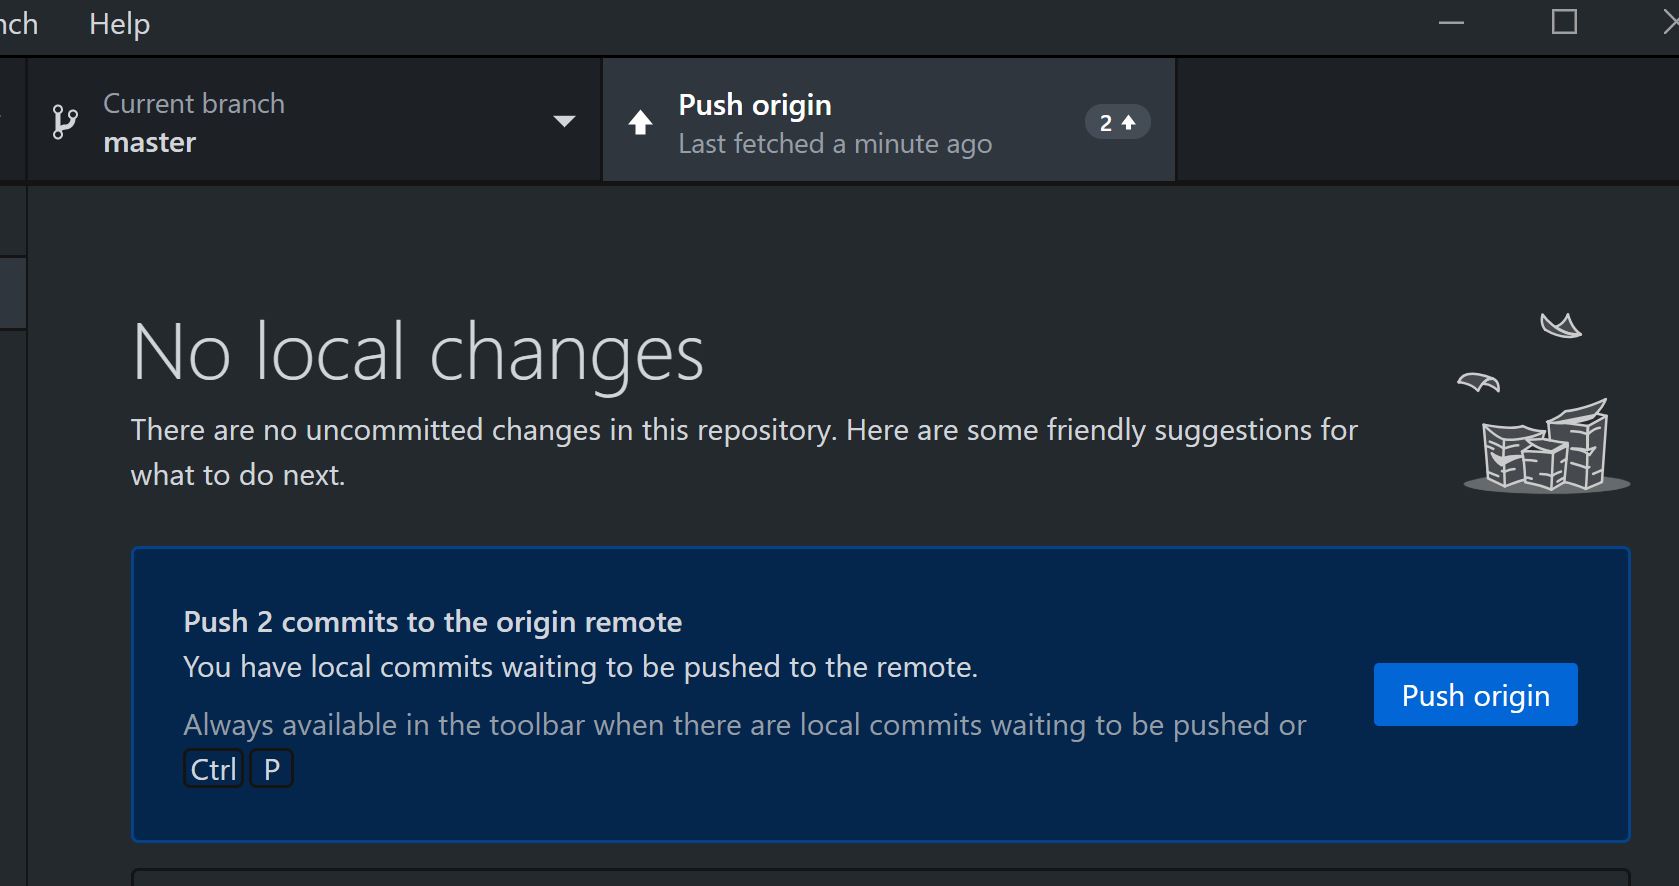 nch Help
Current branch
master
Push origin
Last fetched a minute ago
2
No local changes
There are no uncommitted changes in this repository. Here are some friendly suggestions for
what to do next.
Push 2 commits to the origin remote
You have local commits waiting to be pushed to the remote.
Always available in the toolbar when there are local commits waiting to be pushed or
Ctrl P
Push origin